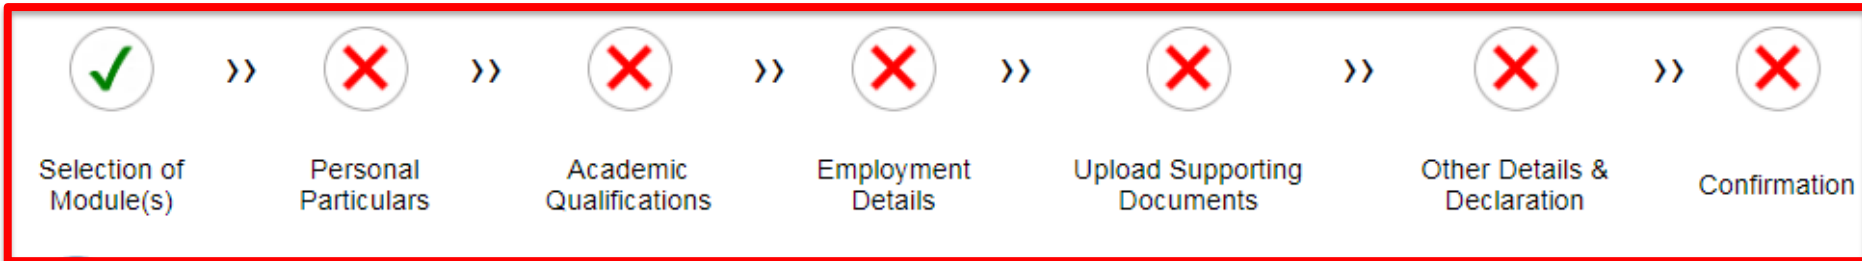 ›› ›› ›› ›› ›› ››
Selection of
Module(s)
Personal
Particulars
Academic
Qualifications
Employment
Details
Upload Supporting
Documents
Other Details &
Declaration
Confirmation